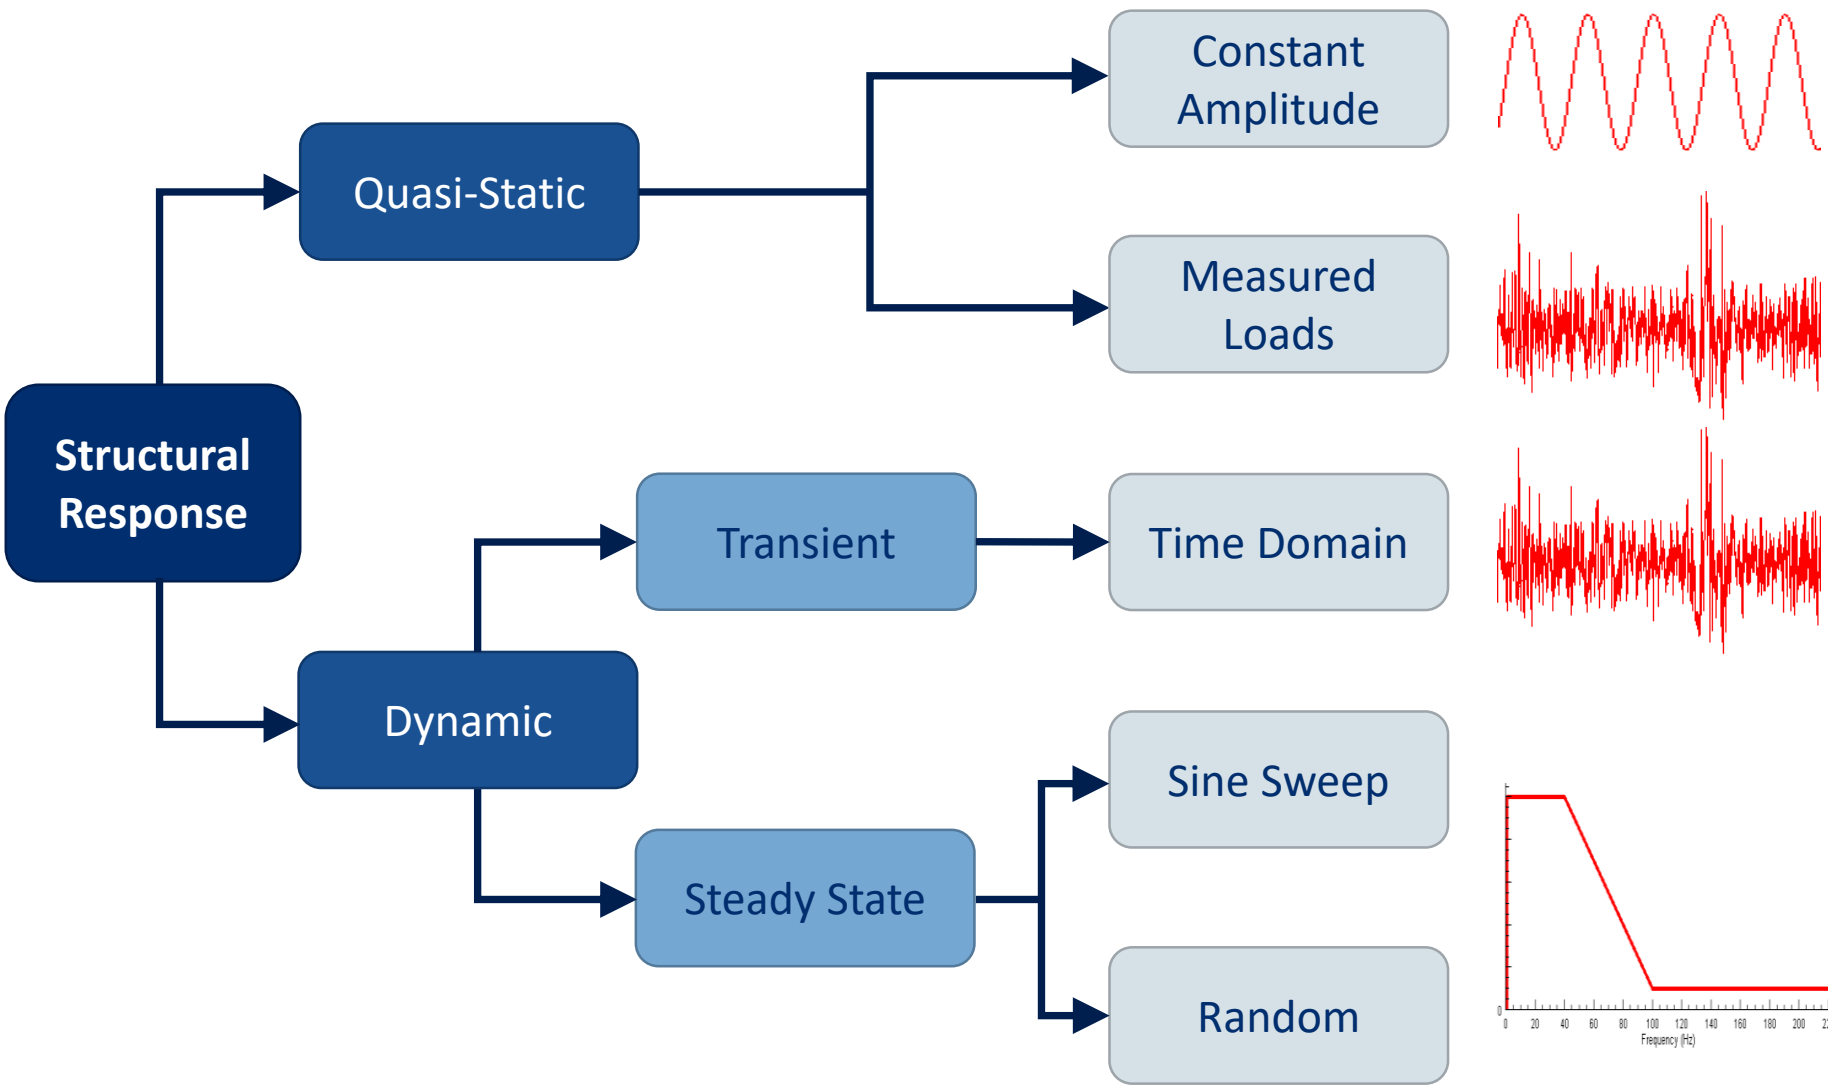 Constant
Amplitude
Quasi-Static
Measured
Loads
Structural
Response
Transient
Time Domain
Dynamic
Sine Sweep
Steady State
Random
0
0 20 40 60 80 100 120 140 160 180 200
Frequency (Hz)